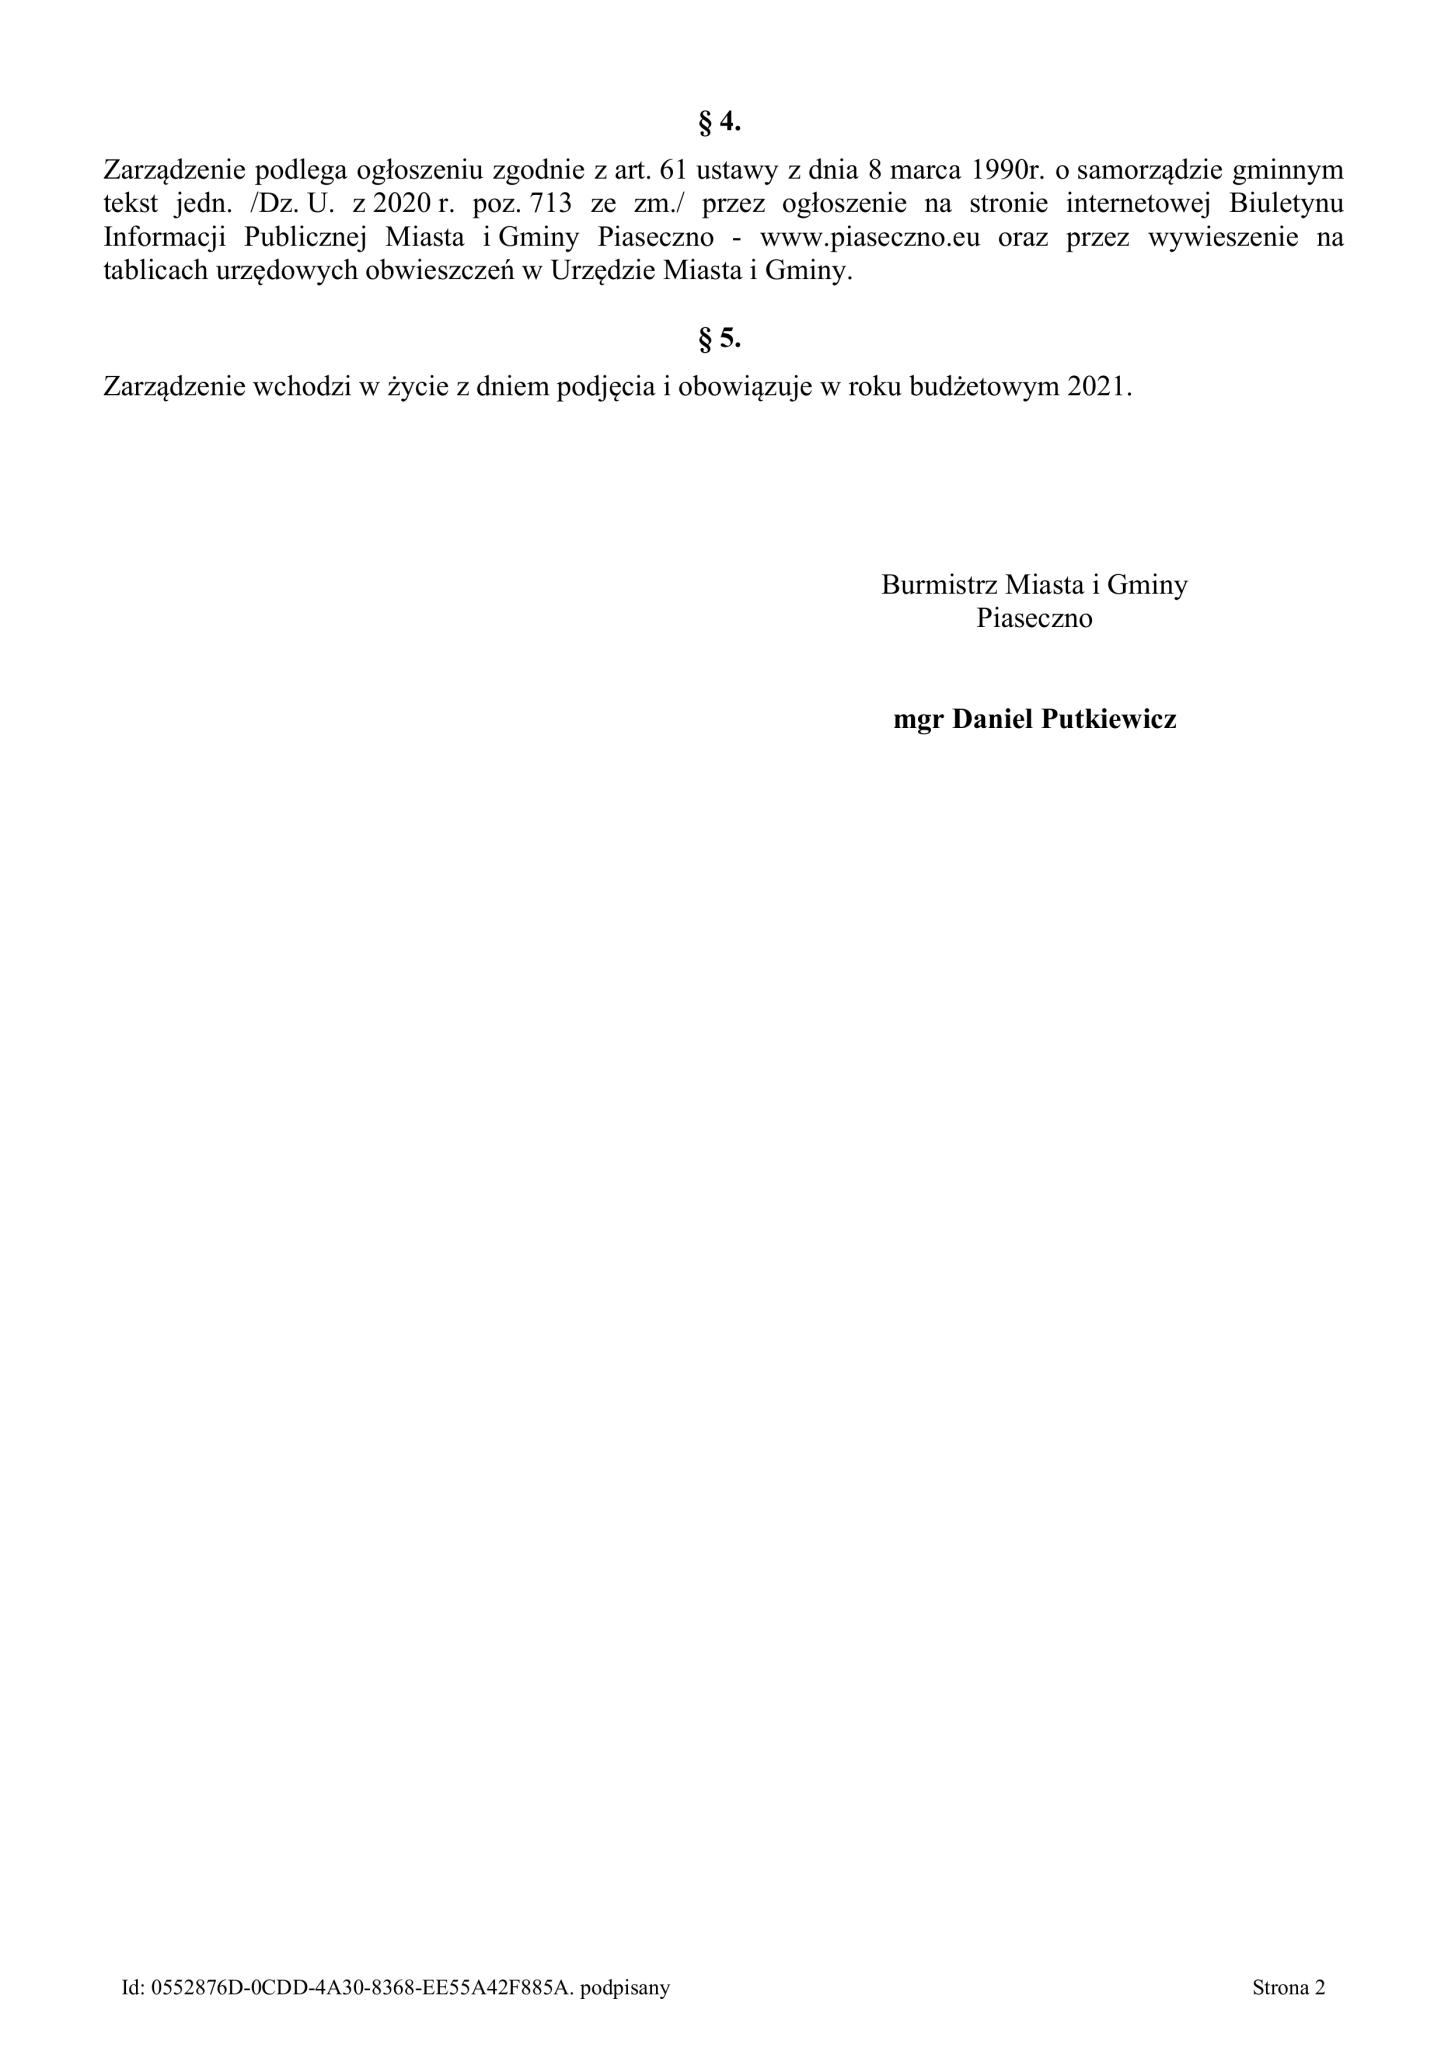 § 4.
Zarządzenie podlega ogłoszeniu zgodnie z art. 61 ustawy z dnia 8 marca 1990r. o samorządzie gminnym
tekst jedn. /Dz. U. z 2020 r. poz. 713 ze zm./ przez ogłoszenie na stronie internetowej Biuletynu
Informacji Publicznej Miasta i Gminy Piaseczno - www.piaseczno.eu oraz przez wywieszenie na
tablicach urzędowych obwieszczeń w Urzędzie Miasta i Gminy.
§ 5.
Zarządzenie wchodzi w życie z dniem podjęcia i obowiązuje w roku budżetowym 2021.
Burmistrz Miasta i Gminy
Piaseczno
mgr Daniel Putkiewicz
Id: 0552876D-0CDD-4A30-8368-EE55A42F885A. podpisany Strona 2